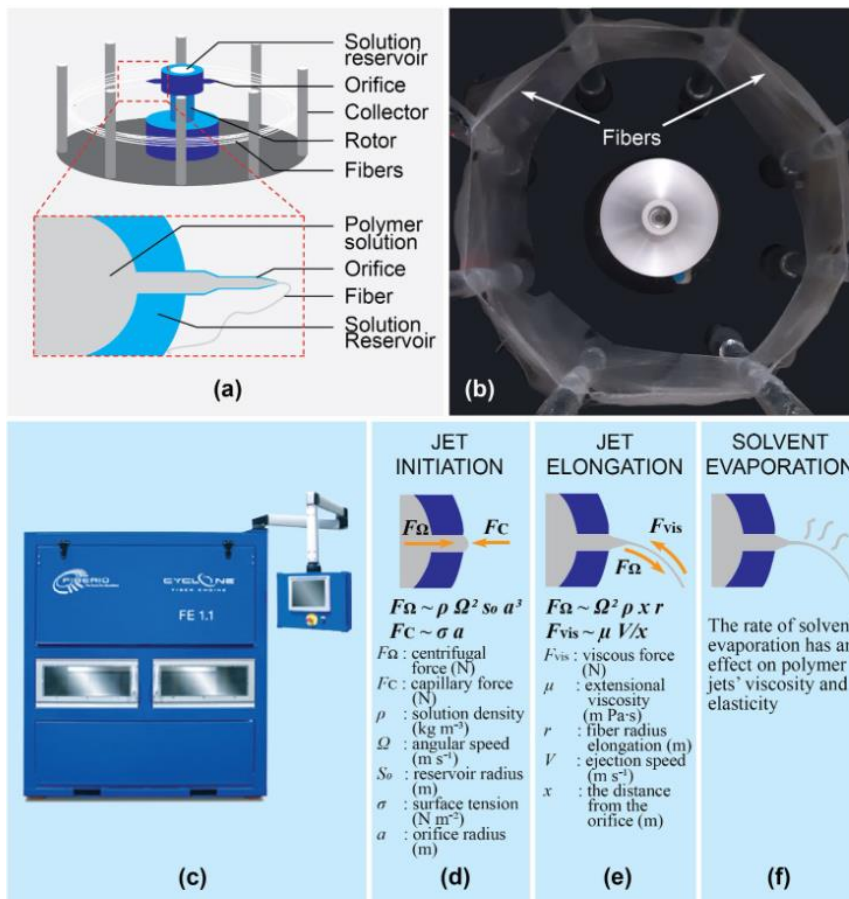 Solution
reservoir
Orifice
Collector
Rotor
Fibers
Polymer
solution
Orifice
Fiber
Solution
Reservoir
(a)
Fibers
(b)
FIBERIO
CYCLONE
FE 1.1
(c)
JET
INITIATION
FΩ
FC
FΩ ~ ρ Ω² s₀ a³
FC ~ σ a
FΩ : centrifugal
force (N)
FC : capillary force
(N)
ρ : solution density
(kg m⁻³)
Ω : angular speed
(m s⁻¹)
S₀ : reservoir radius
(m)
σ : surface tension
(N m⁻²)
a : orifice radius
(m)
(d)
JET
ELONGATION
Fvis
FΩ
FΩ ~ Ω² ρ x r
Fvis ~ μ V/x
Fvis : viscous force
(N)
μ : extensional
viscosity
(m Pa·s)
r : fiber radius
elongation (m)
V : ejection speed
(m s⁻¹)
x : the distance
from the
orifice (m)
(e)
SOLVENT
EVAPORATION
The rate of solven
evaporation has an
effect on polymer
jets' viscosity and
elasticity
(f)